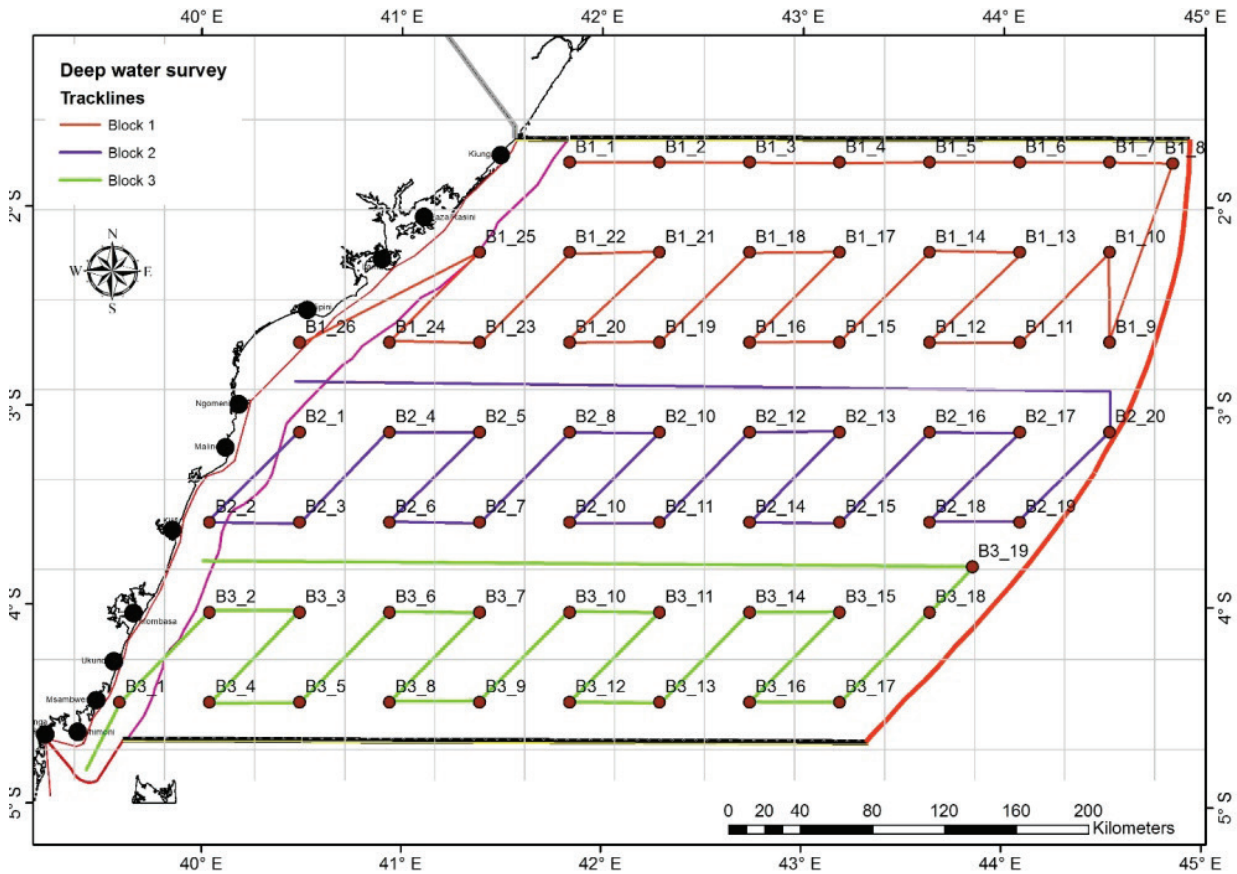 40° E 41° E 42° E 43° E 44° E 45° E
Deep water survey
Tracklines
Block 1
Block 2
Block 3
N
W E
S
Kiung
B1_1 B1_2 B1_3 B1_4 B1_5 B1_6 B1_7 B1_8
2° S 2° S
B1_25 B1_22 B1_21 B1_18 B1_17 B1_14 B1_13 B1_10
B1_26 B1_24 B1_23 B1_20 B1_19 B1_16 B1_15 B1_12 B1_11 B1_9
3° S 3° S
Ngomeni
B2_1 B2_4 B2_5 B2_8 B2_10 B2_12 B2_13 B2_16 B2_17 B2_20
Malin
B2_2 B2_3 B2_6 B2_7 B2_10 B2_11 B2_14 B2_15 B2_18 B2_19
B3_19
4° S 4° S
B3_2 B3_3 B3_6 B3_7 B3_10 B3_11 B3_14 B3_15 B3_18
Mombasa
Ukund
Msambwe
B3_1 B3_4 B3_5 B3_8 B3_9 B3_12 B3_13 B3_16 B3_17
himoni
5° S 5° S
0 20 40 80 120 160 200
Kilometers
40° E 41° E 42° E 43° E 44° E 45° E